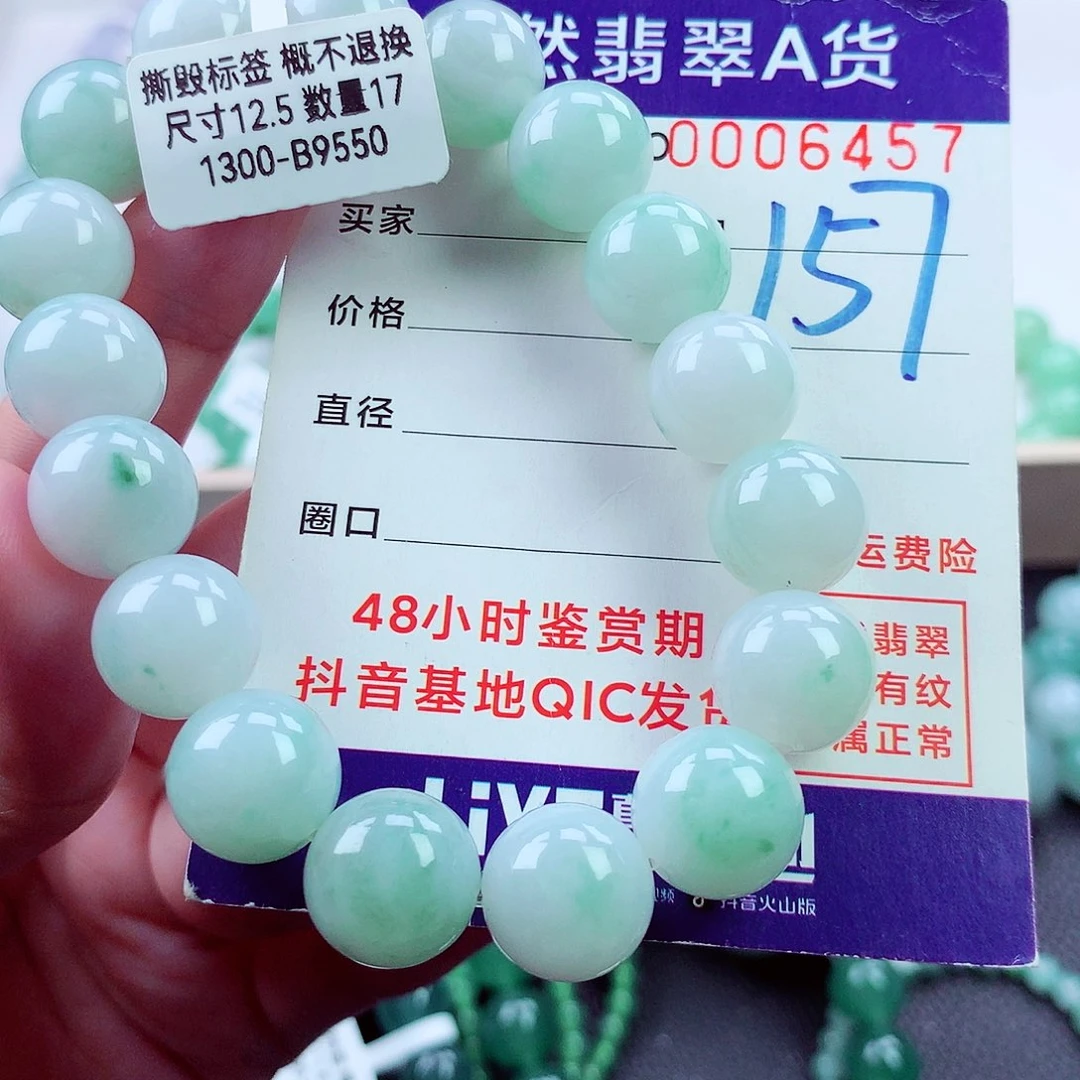 撕毁标签 概不退换
尺寸12.5 数量17
1300-B9550
然翡翠A货
0006457
157
买家
价格
直径
圈口
运费险
48小时鉴赏期
抖音基地QIC发货
翡翠
有纹
属正常
LiVE
抖音火山版